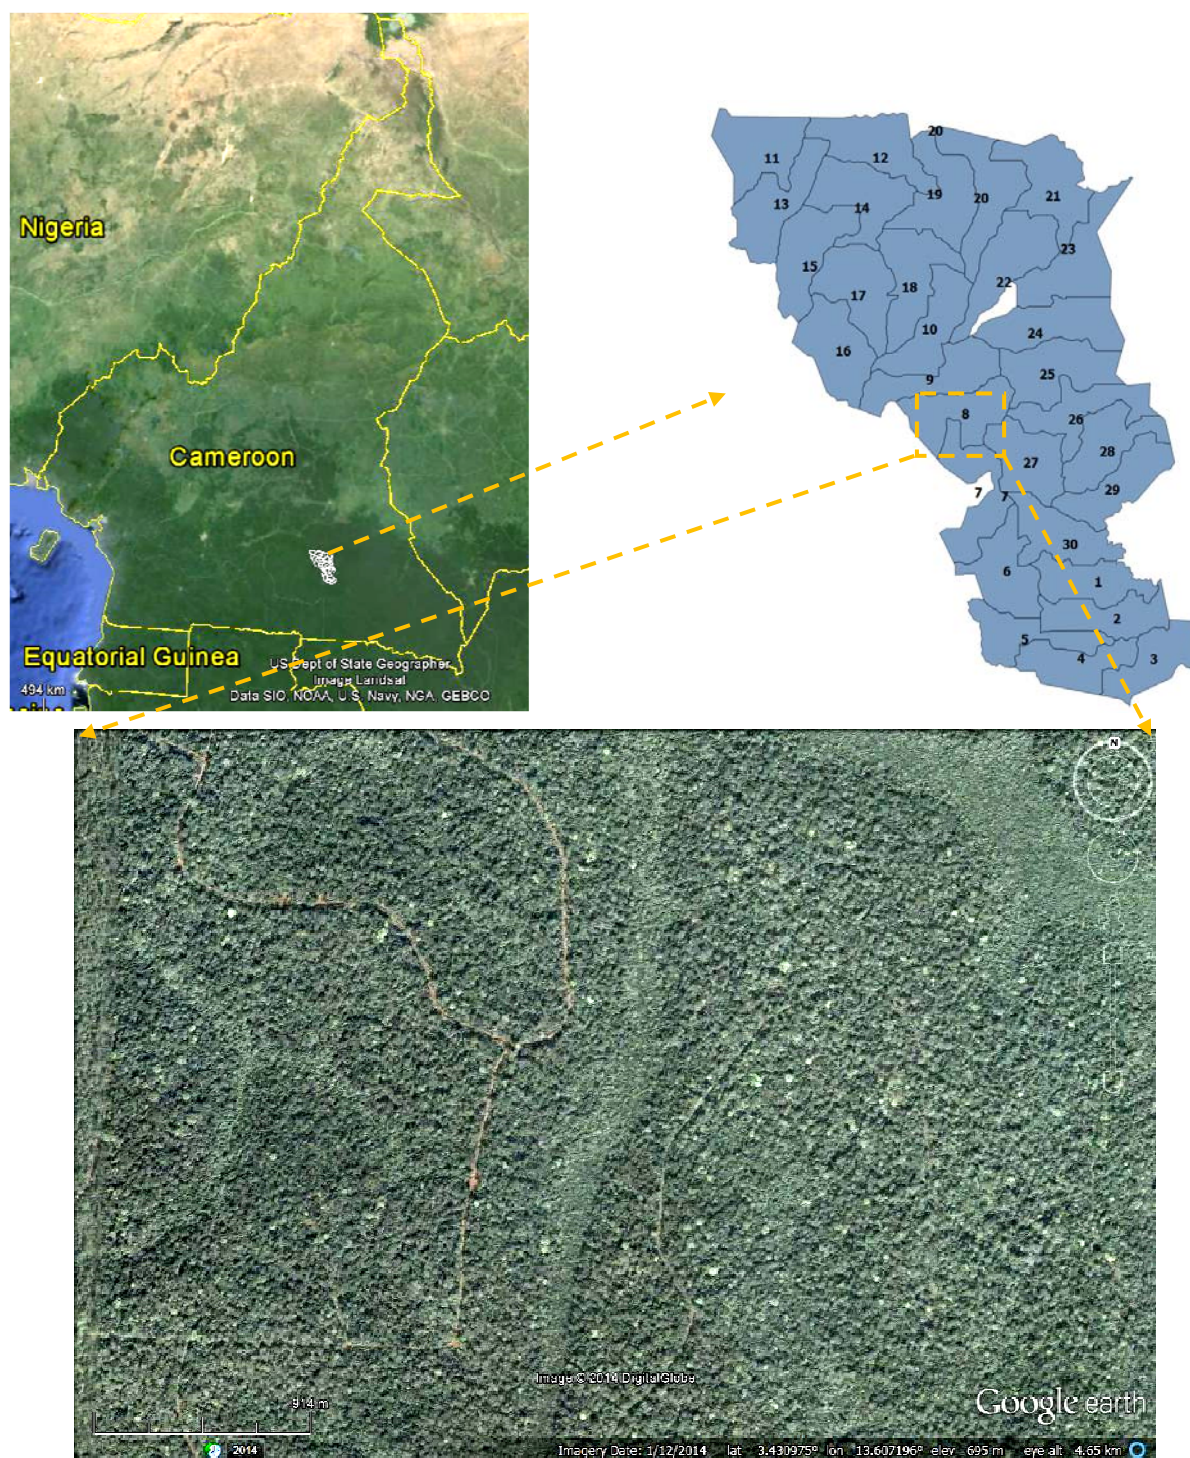 Nigeria
Cameroon
Equatorial Guinea
US Dept of State Geographer
Image Landsat
Data SIO, NOAA, U.S. Navy, NGA, GEBCO
494 km
20
11
12
13
14
19
20
21
23
15
17
18
22
10
24
16
9
25
8
26
28
27
7
7
29
30
6
1
2
5
4
3
N
Image © 2014 DigitalGlobe
Google earth
914 m
2014
Imagery Date: 1/12/2014 lat 3.430975° lon 13.607196° elev 695 m eye alt 4.65 km